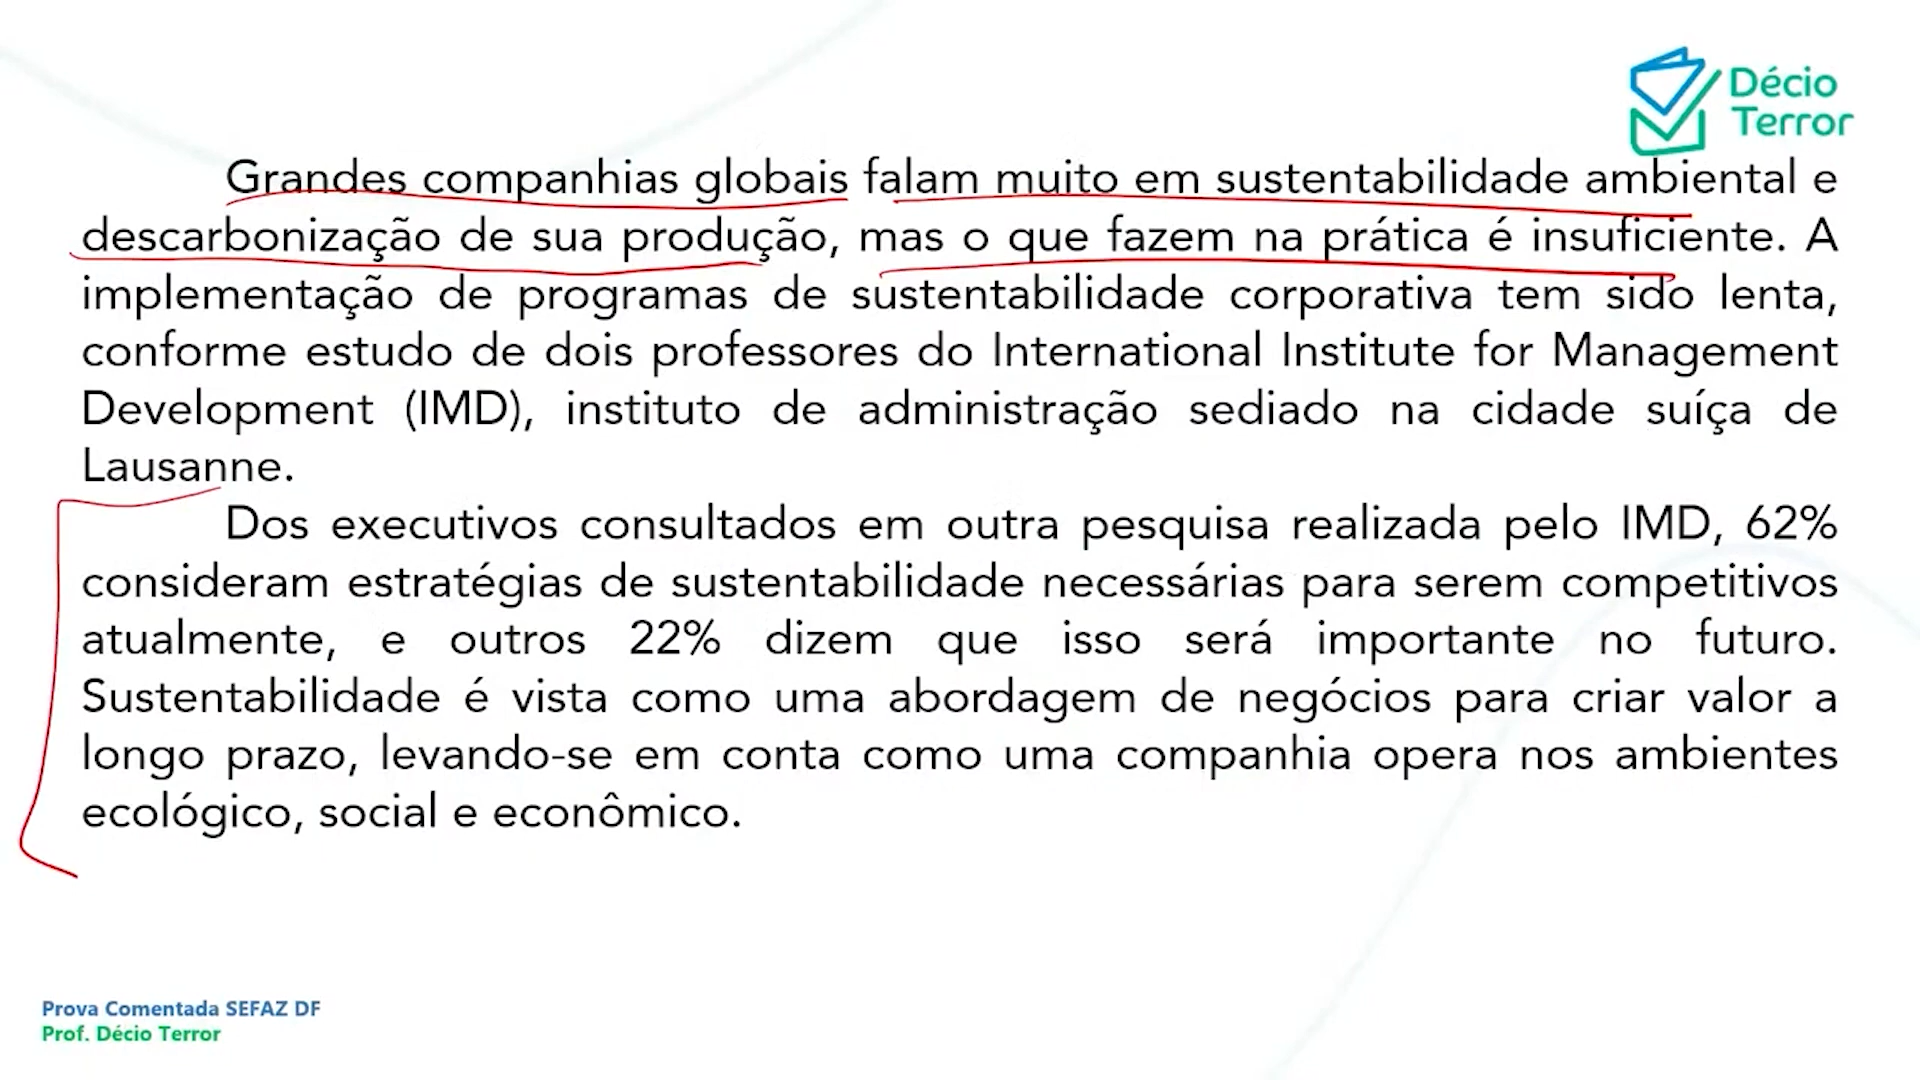 Décio
Terror
Grandes companhias globais falam muito em sustentabilidade ambiental e
descarbonização de sua produção, mas o que fazem na prática é insuficiente. A
implementação de programas de sustentabilidade corporativa tem sido lenta,
conforme estudo de dois professores do International Institute for Management
Development (IMD), instituto de administração sediado na cidade suíça de
Lausanne.
Dos executivos consultados em outra pesquisa realizada pelo IMD, 62%
consideram estratégias de sustentabilidade necessárias para serem competitivos
atualmente, e outros 22% dizem que isso será importante no futuro.
Sustentabilidade é vista como uma abordagem de negócios para criar valor a
longo prazo, levando-se em conta como uma companhia opera nos ambientes
ecológico, social e econômico.
Prova Comentada SEFAZ DF
Prof. Décio Terror